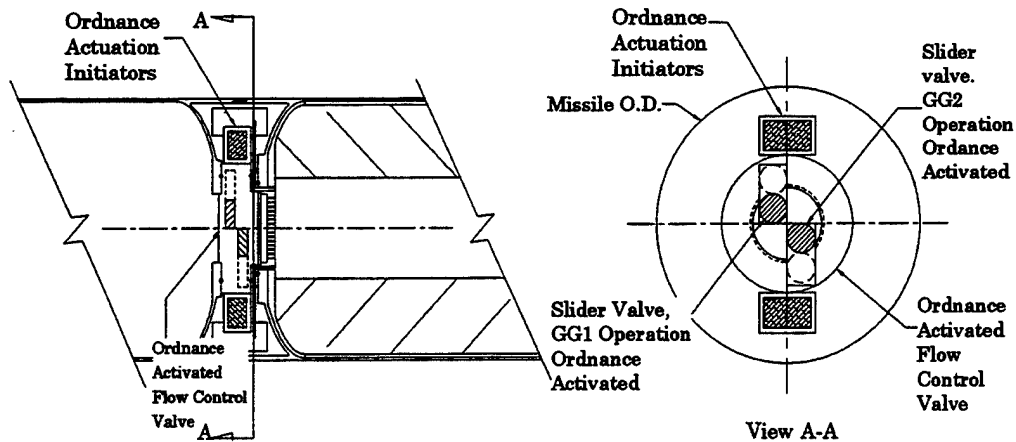 Ordnance
Actuation
Initiators
A
Ordnance
Activated
Flow Control
Valve
A
Ordnance
Actuation
Initiators
Missile O.D.
Slider
valve.
GG2
Operation
Ordance
Activated
Slider Valve,
GG1 Operation
Ordnance
Activated
Ordnance
Activated
Flow
Control
Valve
View A-A